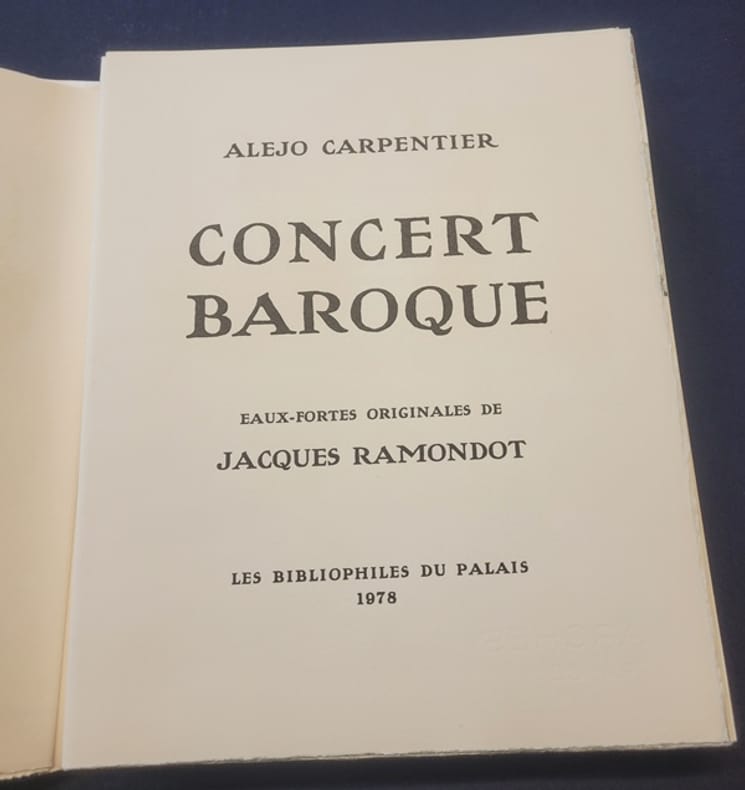 ALEJO CARPENTIER
CONCERT
BAROQUE
EAUX-FORTES ORIGINALES DE
JACQUES RAMONDOT
LES BIBLIOPHILES DU PALAIS
1978